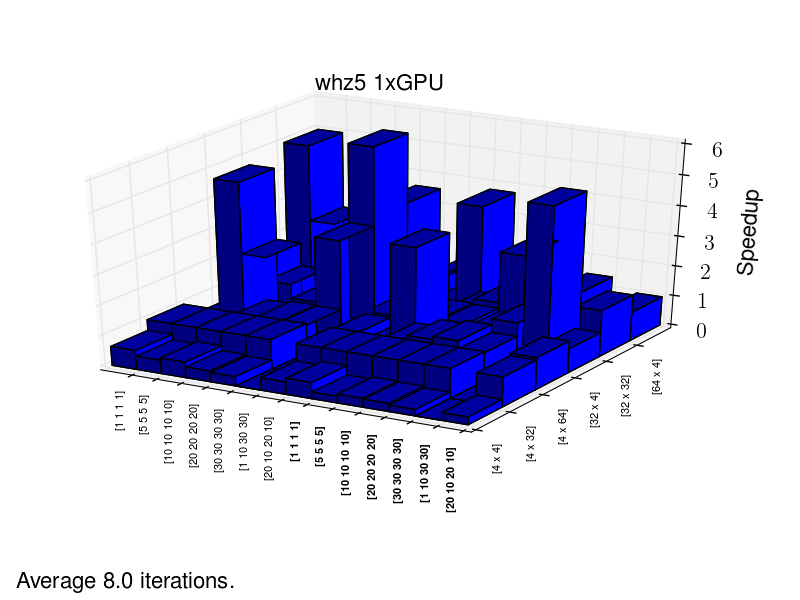 whz5 1xGPU
6
5
4
3
2
1
0
Speedup
[1 1 1 1]
[5 5 5 5]
[10 10 10 10]
[20 20 20 20]
[30 30 30 30]
[1 10 30 30]
[20 10 20 10]
[1 1 1 1]
[5 5 5 5]
[10 10 10 10]
[20 20 20 20]
[30 30 30 30]
[1 10 30 30]
[20 10 20 10]
[4 x 4]
[4 x 32]
[4 x 64]
[32 x 4]
[32 x 32]
[64 x 4]
Average 8.0 iterations.